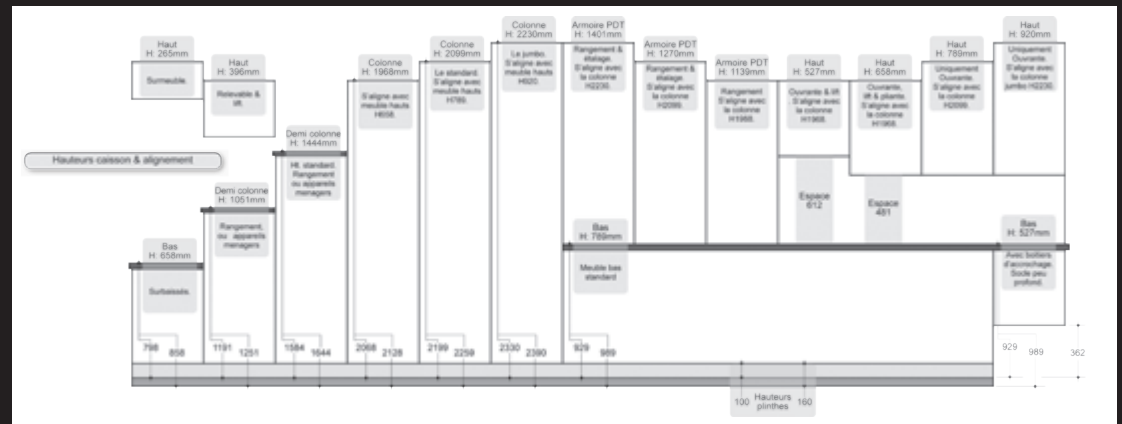 Haut
H: 265mm
Surmeuble.
Haut
H: 396mm
Relevable &
lift.
Hauteurs caisson & alignement
Bas
H: 658mm
Surbaissés.
Demi colonne
H: 1051mm
Rangement,
ou appareils
menagers
Demi colonne
H: 1444mm
Ht. standard.
Rangement
ou appareils
menagers
Colonne
H: 1968mm
S'aligne avec
meuble hauts
H658.
Colonne
H: 2099mm
Le standard.
S'aligne avec
meuble hauts
H789.
Colonne
H: 2230mm
Le jumbo.
S'aligne avec
meuble hauts
H920.
Armoire PDT
H: 1401mm
Rangement &
étalage.
S'aligne avec
la colonne
H2230.
Armoire PDT
H: 1270mm
Rangement &
étalage
S'aligne avec
la colonne
H2099.
Armoire PDT
H: 1139mm
Rangement
S'aligne avec
la colonne
H1968.
Haut
H: 527mm
Ouvrante & lift
. S'aligne avec
la colonne
H1968.
Haut
H: 658mm
Ouvrante,
lift & pliante.
S'aligne avec
la colonne
H1968.
Haut
H: 789mm
Uniquement
Ouvrante.
S'aligne avec
la colonne
H2099.
Haut
H: 920mm
Uniquement
Ouvrante.
S'aligne avec
la colonne
jumbo H2230.
Espace
612
Espace
481
Bas
H: 789mm
Meuble bas
standard
Bas
H: 527mm
Avec boitiers
d'accrochage.
Socle peu
profond.
798
858
1191
1251
1584
1644
2068
2128
2199
2259
2330
2390
929
989
929
989
362
100
Hauteurs
plinthes
160